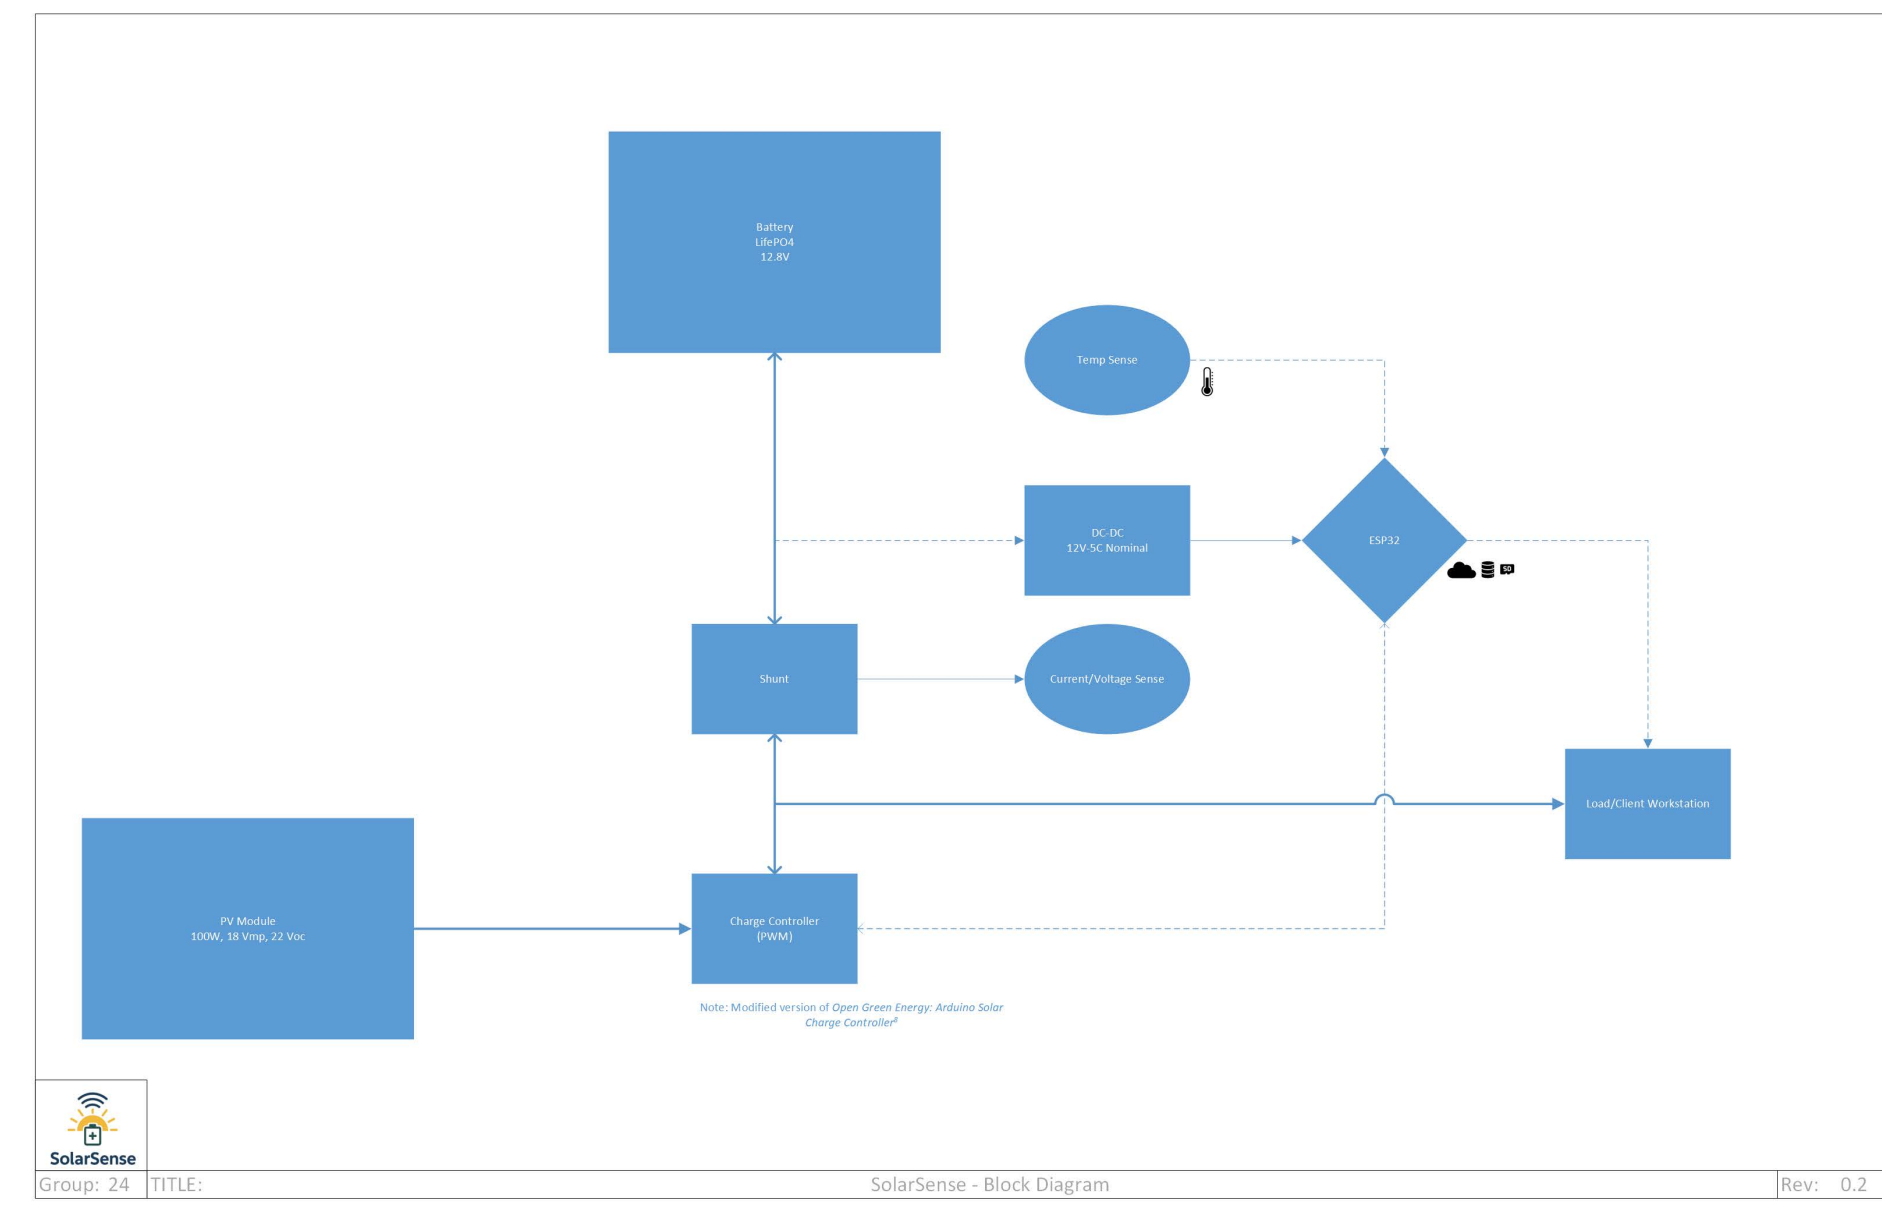 Battery
LifePO4
12.8V
Temp Sense
DC-DC
12V-5C Nominal
ESP32
SD
Shunt
Current/Voltage Sense
Load/Client Workstation
PV Module
100W, 18 Vmp, 22 Voc
Charge Controller
(PWM)
Note: Modified version of Open Green Energy: Arduino Solar
Charge Controller⁸
SolarSense
Group: 24
TITLE:
SolarSense - Block Diagram
Rev: 0.2